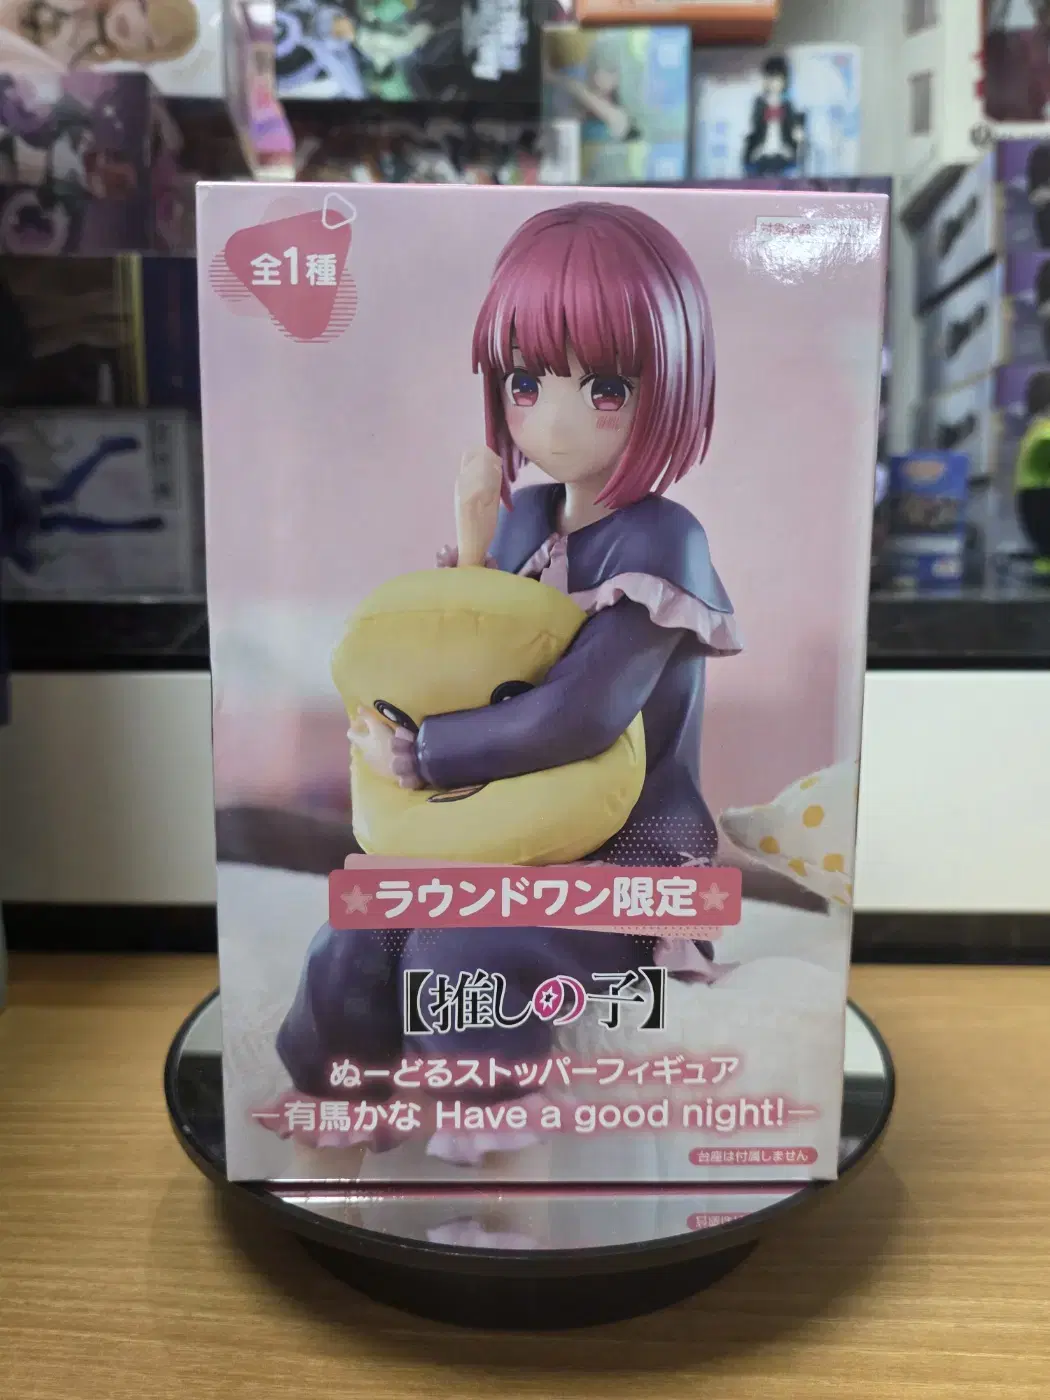 全1種
★ラウンドワン限定★
【推しの子】
ぬーどるストッパーフィギュア
―有馬かな Have a good night!―
台座は付属しません